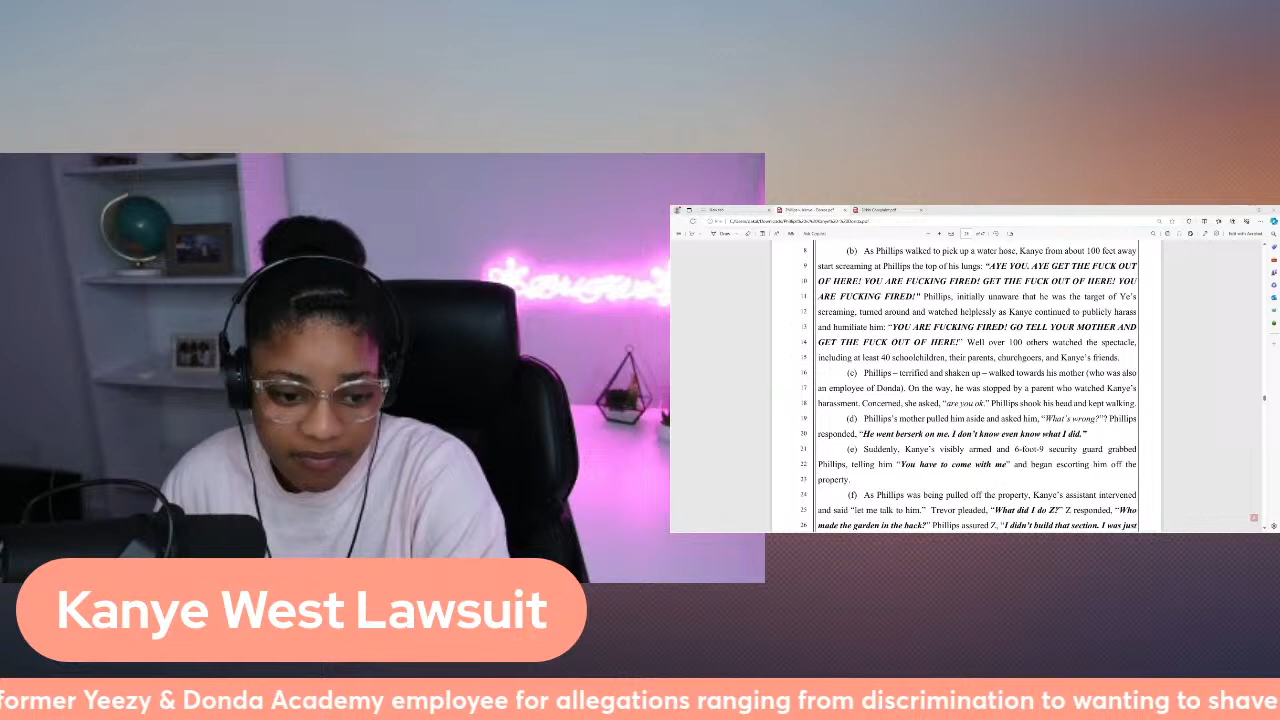 (b) As Phillips walked to pick up a water hose, Kanye from about 100 feet away
start screaming at Phillips the top of his lungs: “AYE YOU. AYE GET THE FUCK OUT
OF HERE! YOU ARE FUCKING FIRED! GET THE FUCK OUT OF HERE! YOU
ARE FUCKING FIRED!” Phillips, initially unaware that he was the target of Ye’s
screaming, turned around and watched helplessly as Kanye continued to publicly harass
and humiliate him: “YOU ARE FUCKING FIRED! GO TELL YOUR MOTHER AND
GET THE FUCK OUT OF HERE!” Well over 100 others watched the spectacle,
including at least 40 schoolchildren, their parents, churchgoers, and Kanye’s friends.
(c) Phillips – terrified and shaken up – walked towards his mother (who was also
an employee of Donda). On the way, he was stopped by a parent who watched Kanye’s
harassment. Concerned, she asked, “are you ok.” Phillips shook his head and kept walking.
(d) Phillips’s mother pulled him aside and asked him, “What’s wrong?”? Phillips
responded, “He went berserk on me. I don’t know even know what I did.”
(e) Suddenly, Kanye’s visibly armed and 6-foot-9 security guard grabbed
Phillips, telling him “You have to come with me” and began escorting him off the
property.
(f) As Phillips was being pulled off the property, Kanye’s assistant intervened
and said “let me talk to him.” Trevor pleaded, “What did I do Z?” Z responded, “Who
made the garden in the back?” Phillips assured Z, “I didn’t build that section. I was just
Kanye West Lawsuit
former Yeezy & Donda Academy employee for allegations ranging from discrimination to wanting to shave